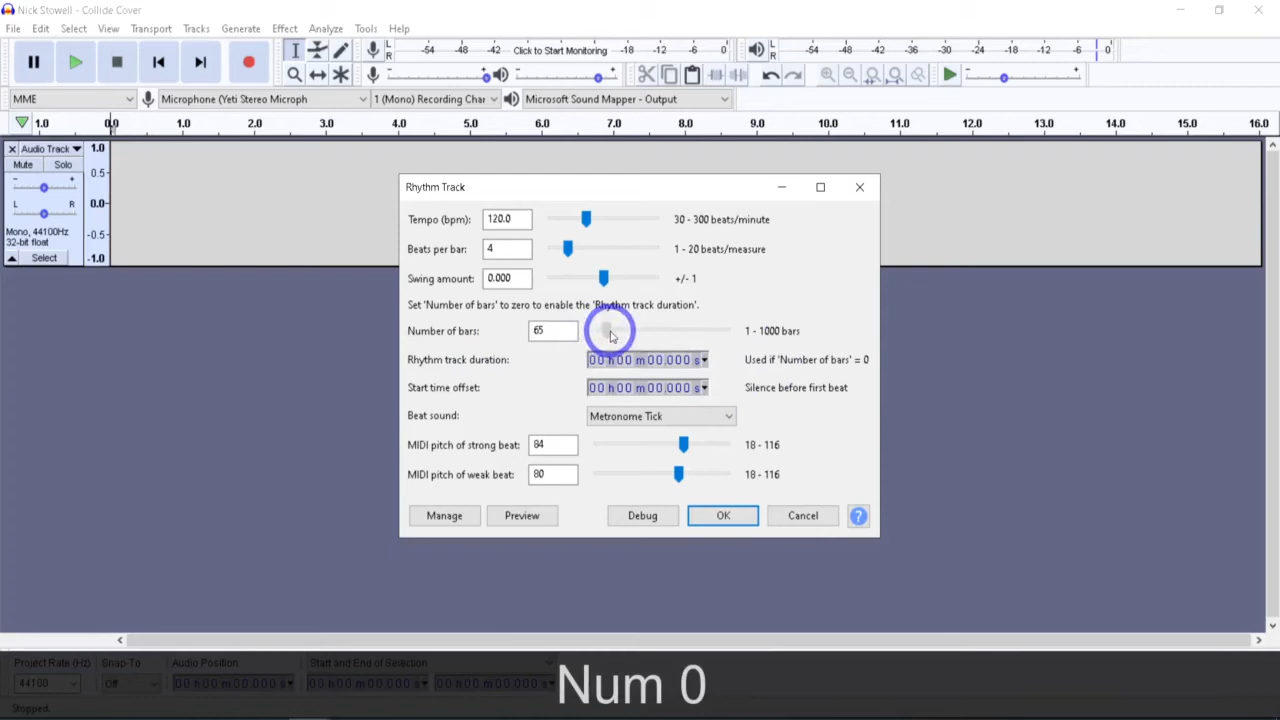 Nick Stowell - Collide Cover
File Edit Select View Transport Tracks Generate Effect Analyze Tools Help
L R -54 -48 -42 Click to Start Monitoring -18 -12 -6 0 L R -54 -48 -42 -36 -30 -24 -18 -12 -6 0
- + - + - +
MME Microphone (Yeti Stereo Microph 1 (Mono) Recording Char Microsoft Sound Mapper - Output
1.0 0.0 1.0 2.0 3.0 4.0 5.0 6.0 7.0 8.0 9.0 10.0 11.0 12.0 13.0 14.0 15.0 16.0
Audio Track 1.0
Mute Solo
0.5
- +
L R 0.0
Mono, 44100Hz
32-bit float -0.5
Select -1.0
Rhythm Track
Tempo (bpm): 120.0 30 - 300 beats/minute
Beats per bar: 4 1 - 20 beats/measure
Swing amount: 0.000 +/- 1
Set 'Number of bars' to zero to enable the 'Rhythm track duration'.
Number of bars: 65 1 - 1000 bars
Rhythm track duration: 00 h 00 m 00.000 s Used if 'Number of bars' = 0
Start time offset: 00 h 00 m 00.000 s Silence before first beat
Beat sound: Metronome Tick
MIDI pitch of strong beat: 84 18 - 116
MIDI pitch of weak beat: 80 18 - 116
Manage Preview Debug OK Cancel ?
Project Rate (Hz) Snap-To Audio Position Start and End of Selection
44100 Off 00 h 00 m 00.000 s 00 h 00 m 00.000 s 00 h 00 m 00.000 s
Num 0
Stopped.